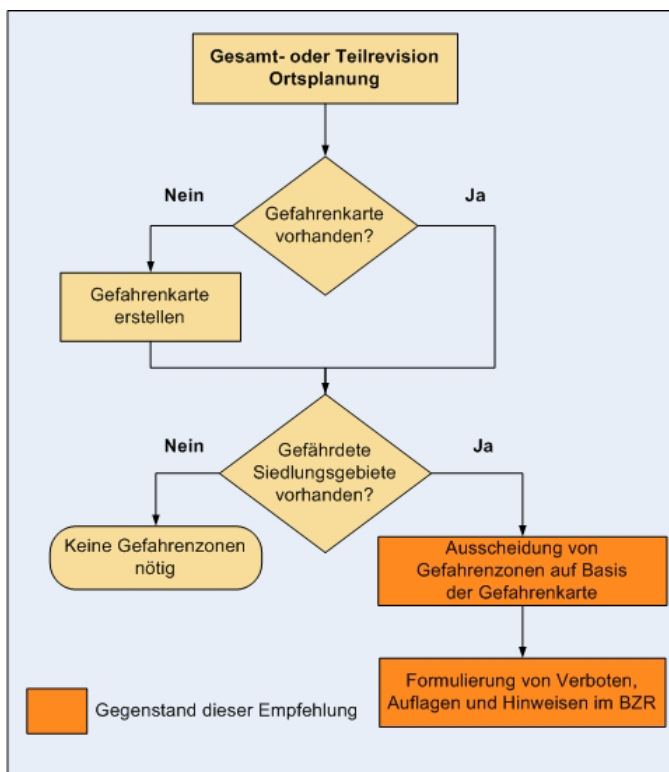 Gesamt- oder Teilrevision
Ortsplanung
Nein
Ja
Gefahrenkarte
vorhanden?
Gefahrenkarte
erstellen
Nein
Gefährdete
Siedlungsgebiete
vorhanden?
Ja
Keine Gefahrenzonen
nötig
Ausscheidung von
Gefahrenzonen auf Basis
der Gefahrenkarte
Formulierung von Verboten,
Auflagen und Hinweisen im BZR
Gegenstand dieser Empfehlung